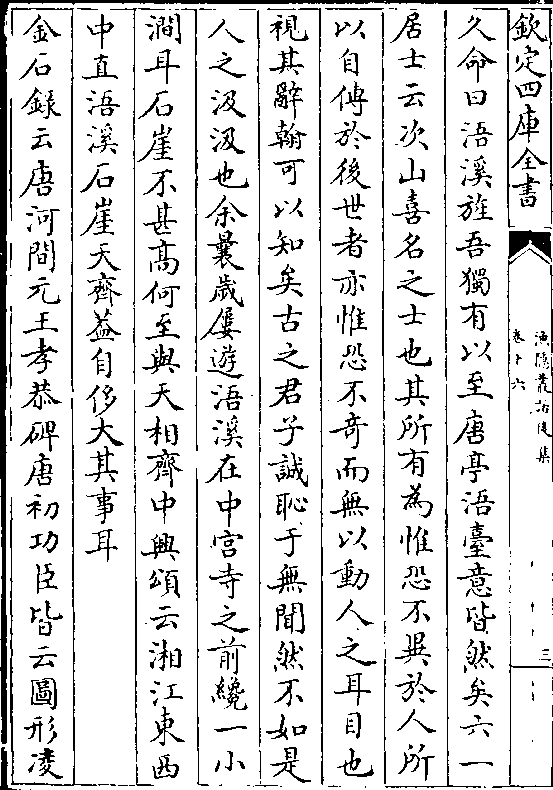 欽定四庫全書
漁隱叢話後集
卷十六
三
久命曰浯溪旌吾獨有以至唐亭浯臺意皆然矣六一
居士云次山喜名之士也其所有為惟恐不異於人所
以自傳於後世者亦惟恐不竒而無以動人之耳目也
視其辭翰可以知矣古之君子誠恥于無聞然不如是
人之汲汲也余曩歲屢遊浯溪在中宫寺之前纔一小
澗耳石崖不甚髙何至與天相齊中興頌云湘江東西
中直浯溪石崖天齊葢自侈大其事耳
金石錄云唐河間元王孝恭碑唐初功臣皆云圖形凌